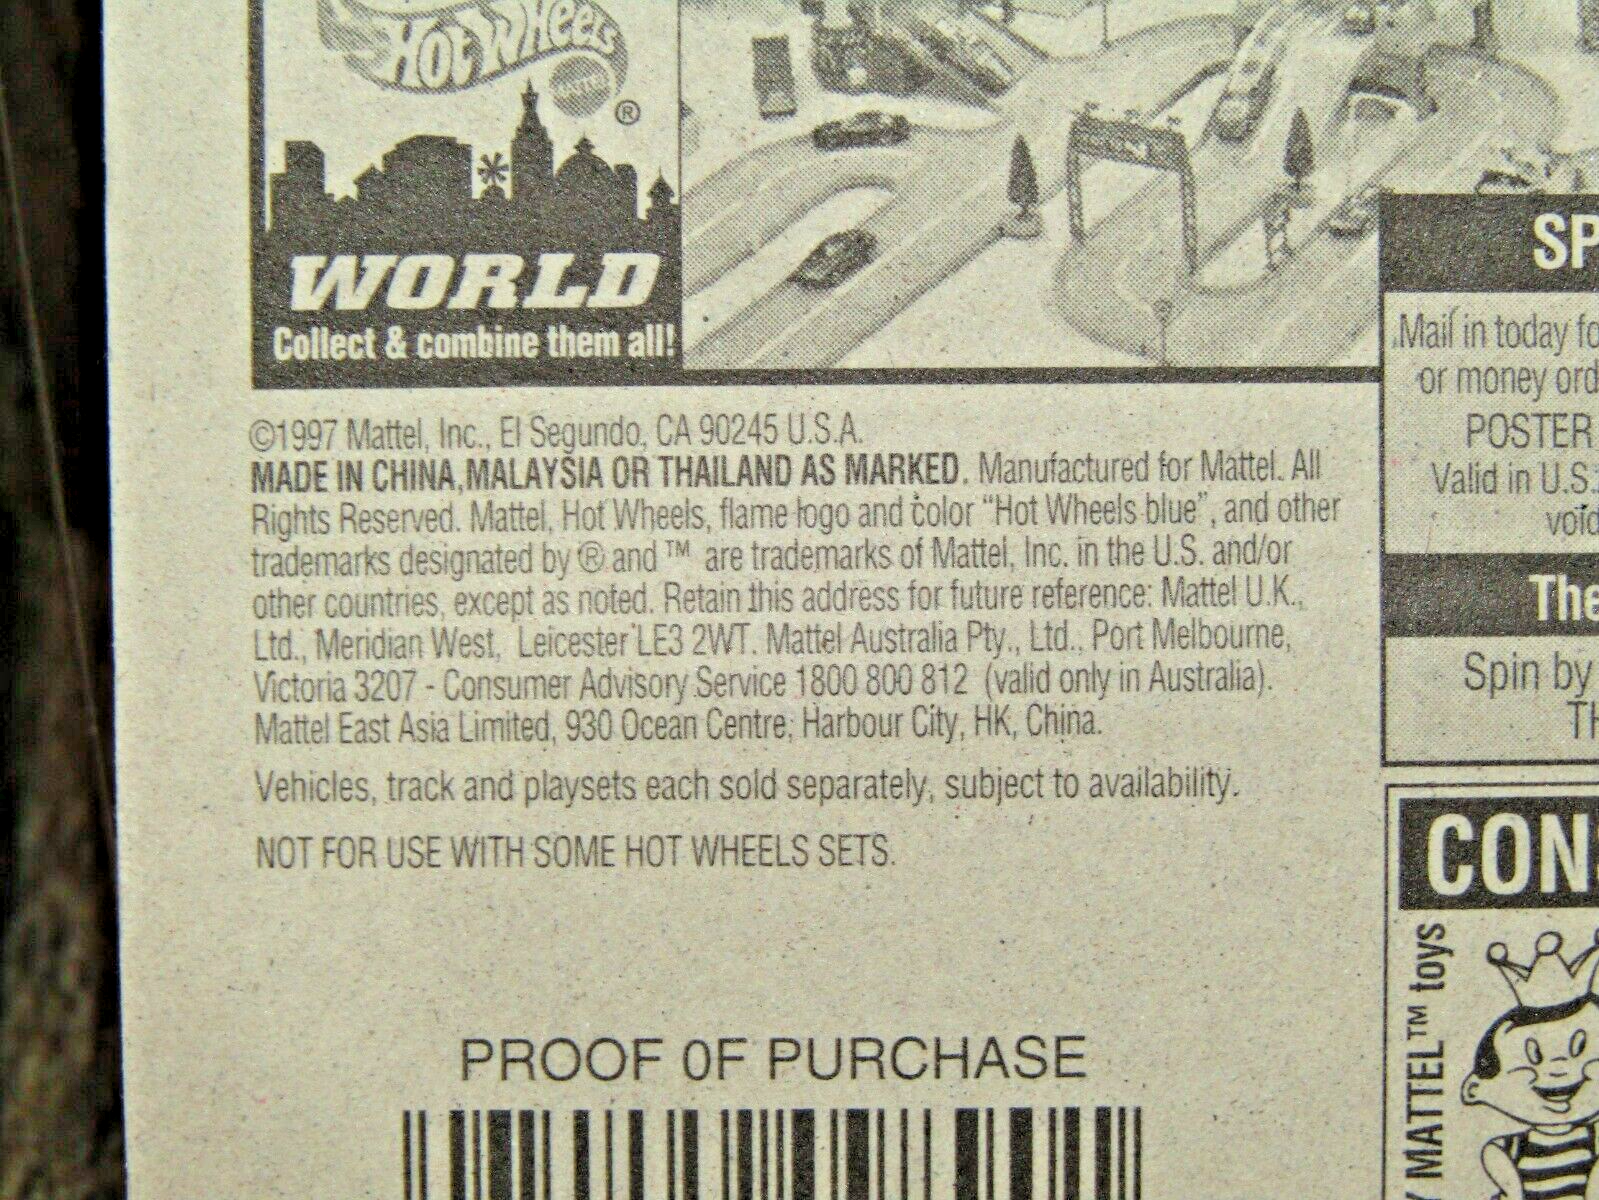 Hot Wheels
MATTEL
®
WORLD
Collect & combine them all!
©1997 Mattel, Inc., El Segundo, CA 90245 U.S.A.
MADE IN CHINA, MALAYSIA OR THAILAND AS MARKED. Manufactured for Mattel. All
Rights Reserved. Mattel, Hot Wheels, flame logo and color “Hot Wheels blue”, and other
trademarks designated by ® and ™ are trademarks of Mattel, Inc. in the U.S. and/or
other countries, except as noted. Retain this address for future reference: Mattel U.K.,
Ltd., Meridian West, Leicester LE3 2WT. Mattel Australia Pty., Ltd., Port Melbourne,
Victoria 3207 - Consumer Advisory Service 1800 800 812 (valid only in Australia).
Mattel East Asia Limited, 930 Ocean Centre, Harbour City, HK, China.
Vehicles, track and playsets each sold separately, subject to availability.
NOT FOR USE WITH SOME HOT WHEELS SETS.
PROOF OF PURCHASE
SP
Mail in today fo
or money ord
POSTER
Valid in U.S.
void
The
Spin by
TH
CONS
MATTEL™ toys